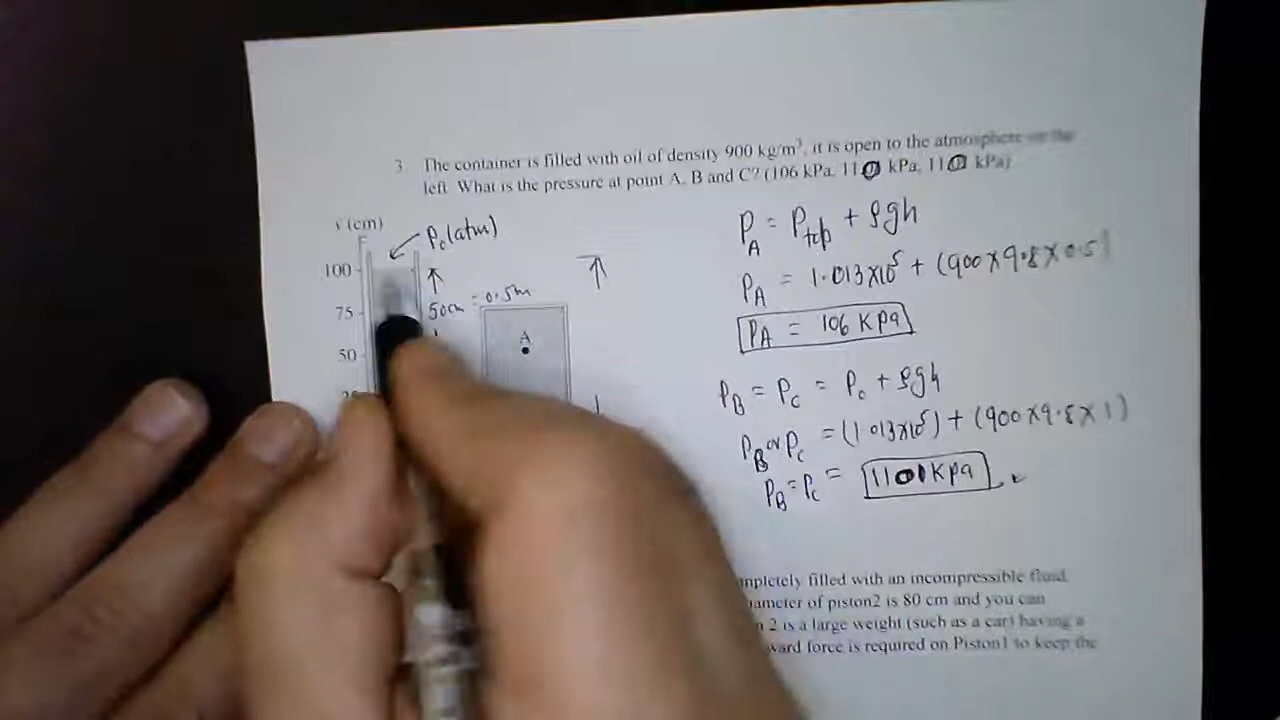 3. The container is filled with oil of density 900 kg/m³, it is open to the atmosphere on the
left. What is the pressure at point A, B and C? (106 kPa, 110 kPa, 110 kPa)
y (cm)
P₀(atm)
100
75
50cm = 0.5m
50
A
P_A = P_top + ρgh
P_A = 1.013×10⁵ + (900×9.8×0.5)
P_A = 106 kPa
P_B = P_C = P₀ + ρgh
P_B or P_C = (1.013×10⁵) + (900×9.8×1)
P_B = P_C =
kPa
completely filled with an incompressible fluid
diameter of piston2 is 80 cm and you can
2 is a large weight (such as a car) having a
ward force is required on Piston1 to keep the